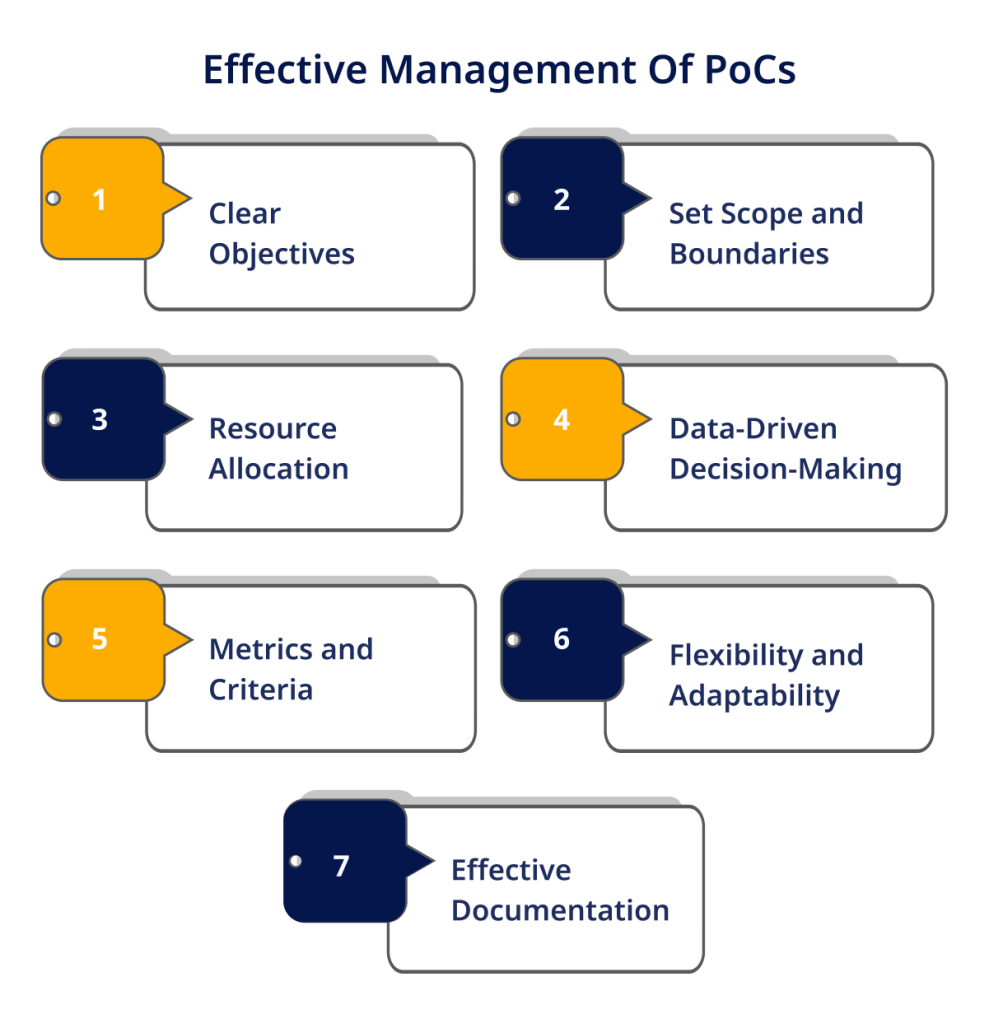 Effective Management Of PoCs
1
Clear
Objectives
2
Set Scope and
Boundaries
3
Resource
Allocation
4
Data-Driven
Decision-Making
5
Metrics and
Criteria
6
Flexibility and
Adaptability
7
Effective
Documentation